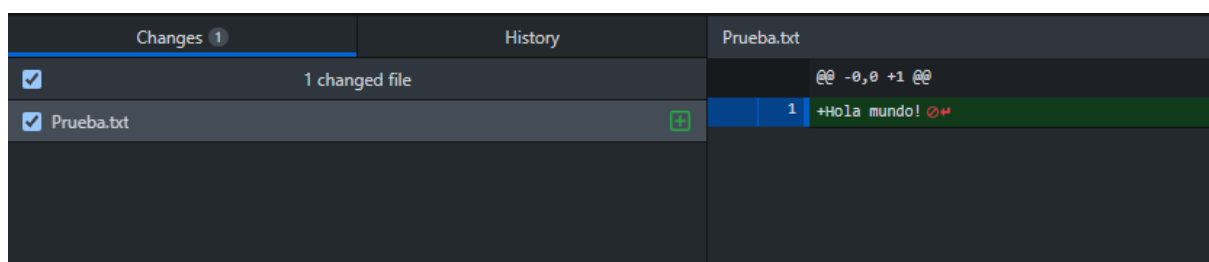 Changes 1
History
Prueba.txt
1 changed file
@@ -0,0 +1 @@
Prueba.txt
1 +Hola mundo!